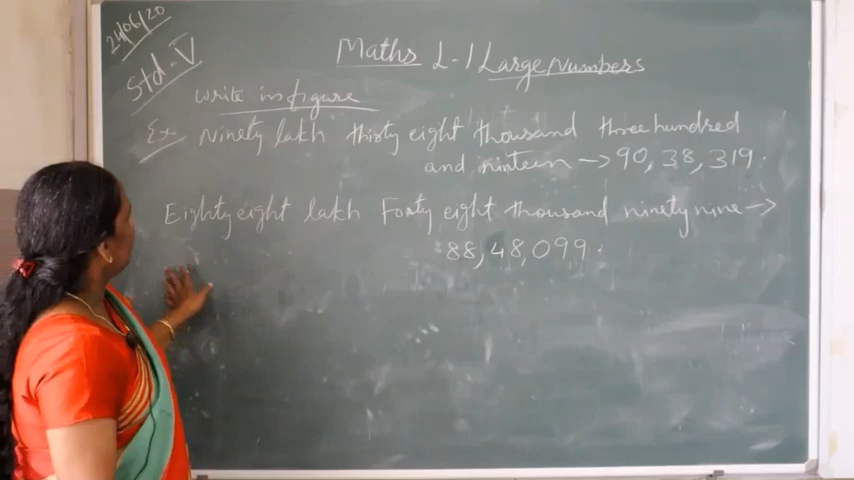 24/06/20
Std-V
Maths L-1 Large Numbers
write in figure
Ex Ninety lakh thirty eight thousand three hundred
and ninteen → 90,38,319.
Eighty eight lakh Forty eight thousand ninety nine →
88,48,099.